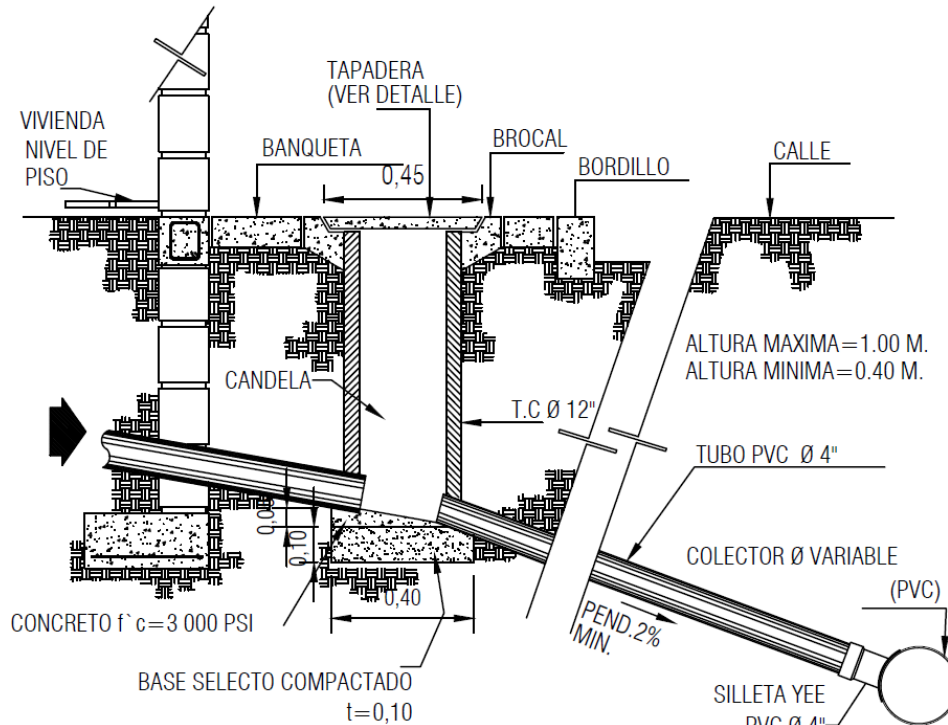 TAPADERA
(VER DETALLE)
VIVIENDA
NIVEL DE
PISO
BANQUETA
BROCAL
BORDILLO
CALLE
0,45
ALTURA MAXIMA=1.00 M.
ALTURA MINIMA=0.40 M.
CANDELA
T.C Ø 12"
TUBO PVC Ø 4"
0,10
COLECTOR Ø VARIABLE
(PVC)
0,40
CONCRETO f`c=3 000 PSI
PEND.2%
MIN.
BASE SELECTO COMPACTADO
t=0,10
SILLETA YEE
PVC Ø 4"